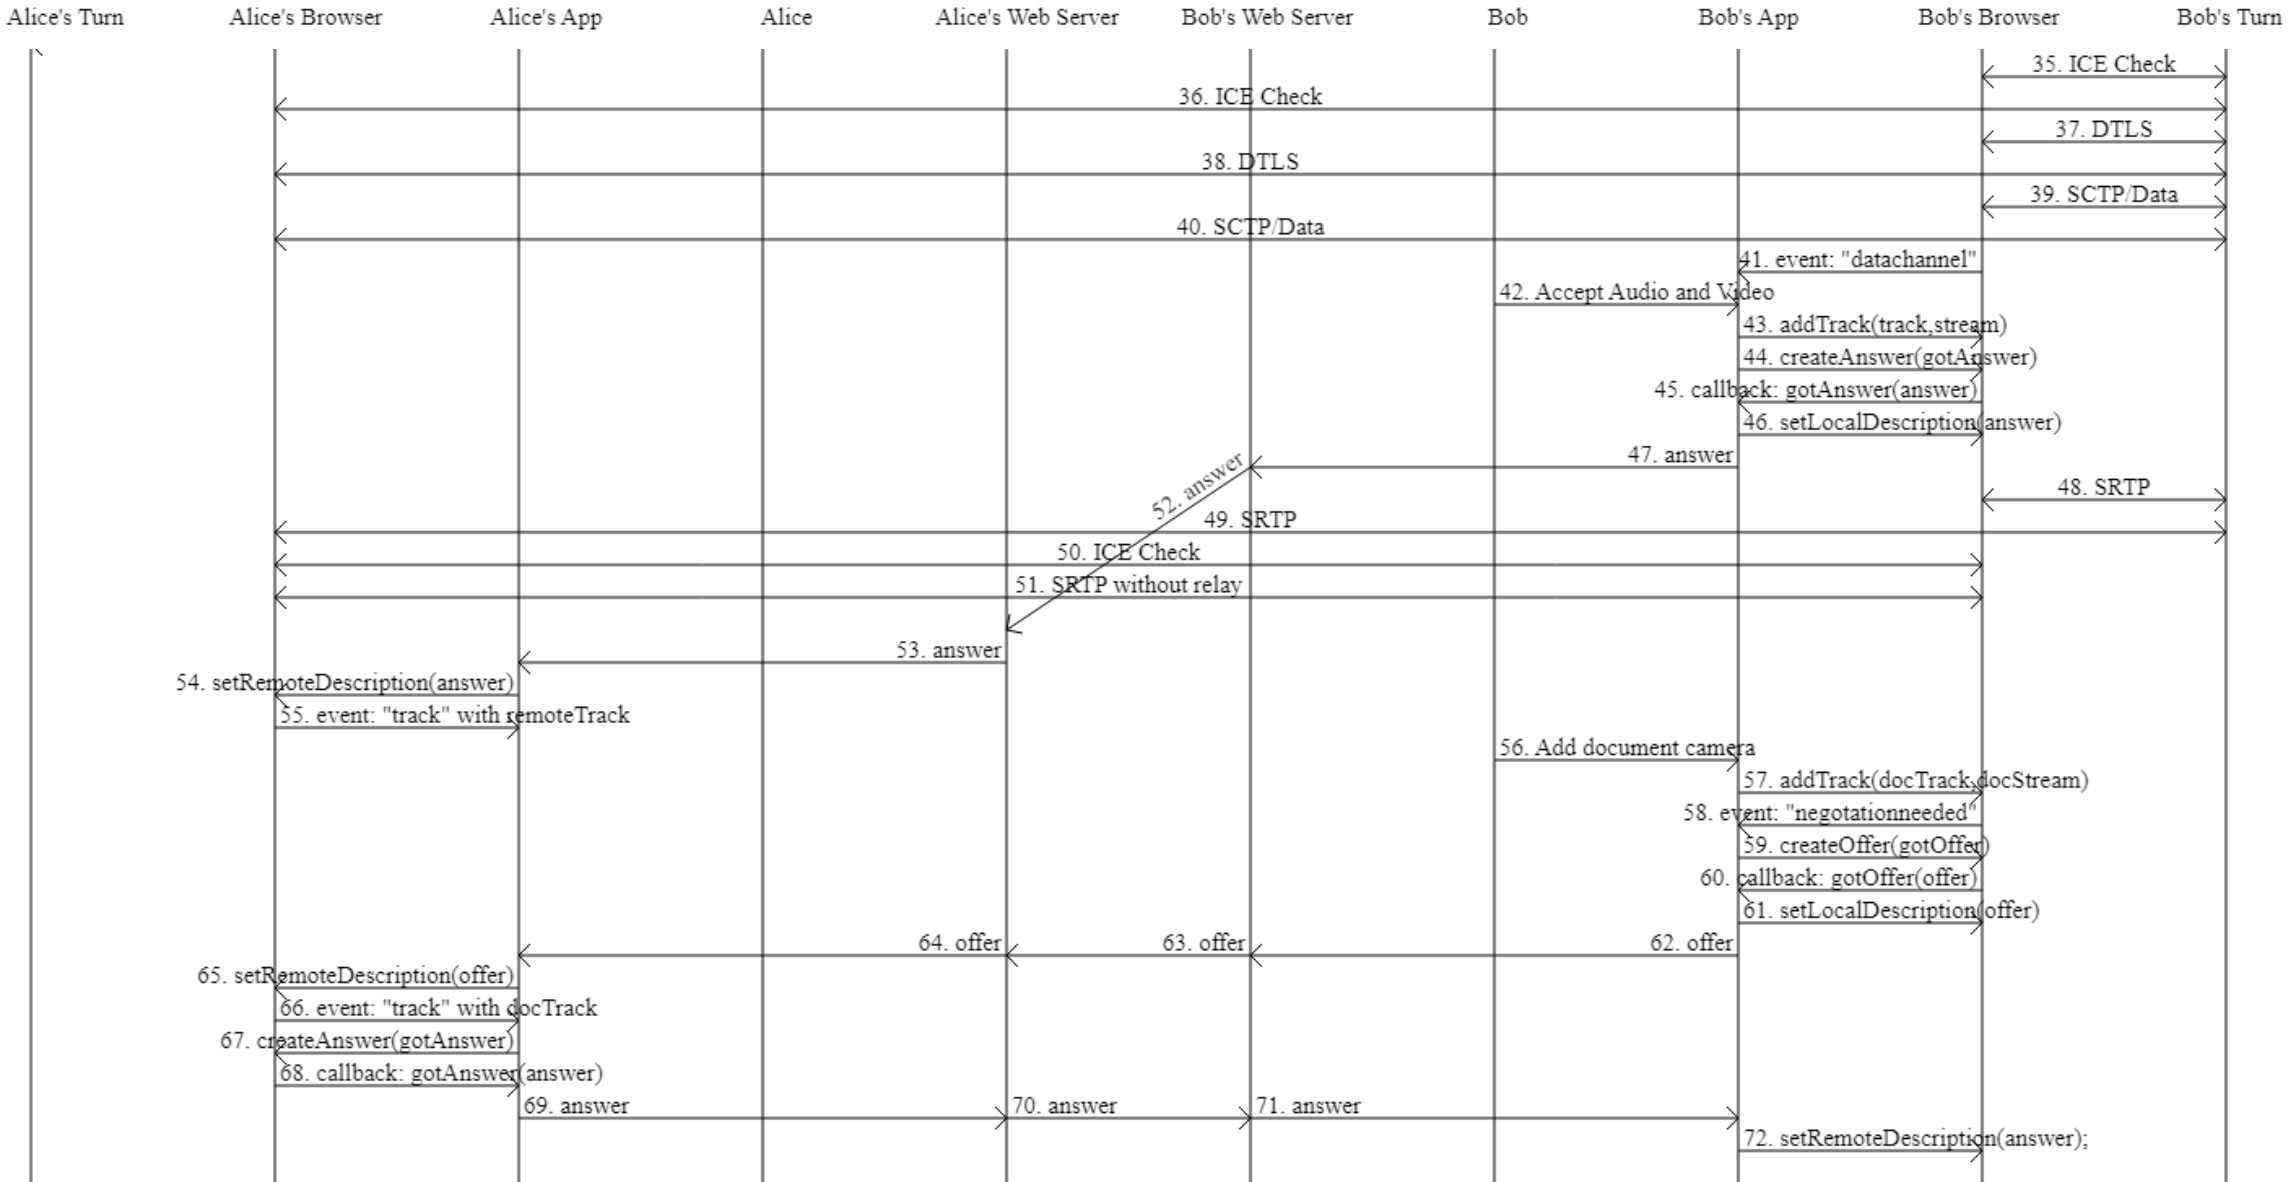 Alice's Turn
Alice's Browser
Alice's App
Alice
Alice's Web Server
Bob's Web Server
Bob
Bob's App
Bob's Browser
Bob's Turn
35. ICE Check
36. ICE Check
37. DTLS
38. DTLS
39. SCTP/Data
40. SCTP/Data
41. event: "datachannel"
42. Accept Audio and Video
43. addTrack(track,stream)
44. createAnswer(gotAnswer)
45. callback: gotAnswer(answer)
46. setLocalDescription(answer)
47. answer
48. SRTP
49. SRTP
50. ICE Check
51. SRTP without relay
52. answer
53. answer
54. setRemoteDescription(answer)
55. event: "track" with remoteTrack
56. Add document camera
57. addTrack(docTrack,docStream)
58. event: "negotationneeded"
59. createOffer(gotOffer)
60. callback: gotOffer(offer)
61. setLocalDescription(offer)
62. offer
63. offer
64. offer
65. setRemoteDescription(offer)
66. event: "track" with docTrack
67. createAnswer(gotAnswer)
68. callback: gotAnswer(answer)
69. answer
70. answer
71. answer
72. setRemoteDescription(answer);